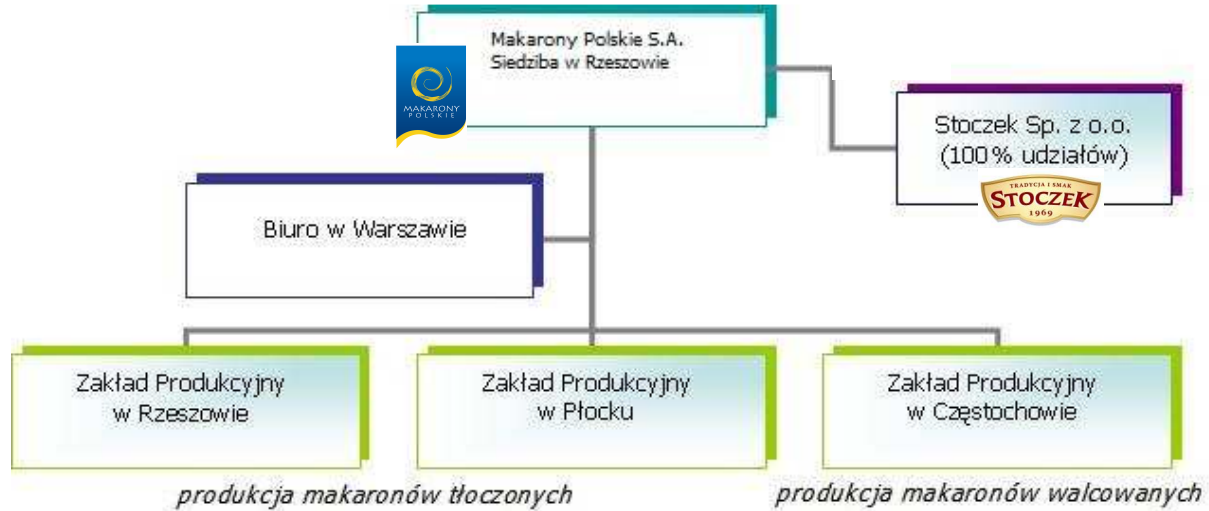 Makarony Polskie S.A.
Siedziba w Rzeszowie
MAKARONY
POLSKIE
Stoczek Sp. z o.o.
(100% udziałów)
TRADYCJA I SMAK
STOCZEK
1969
Biuro w Warszawie
Zakład Produkcyjny
w Rzeszowie
Zakład Produkcyjny
w Płocku
Zakład Produkcyjny
w Częstochowie
produkcja makaronów tłoczonych
produkcja makaronów walcowanych